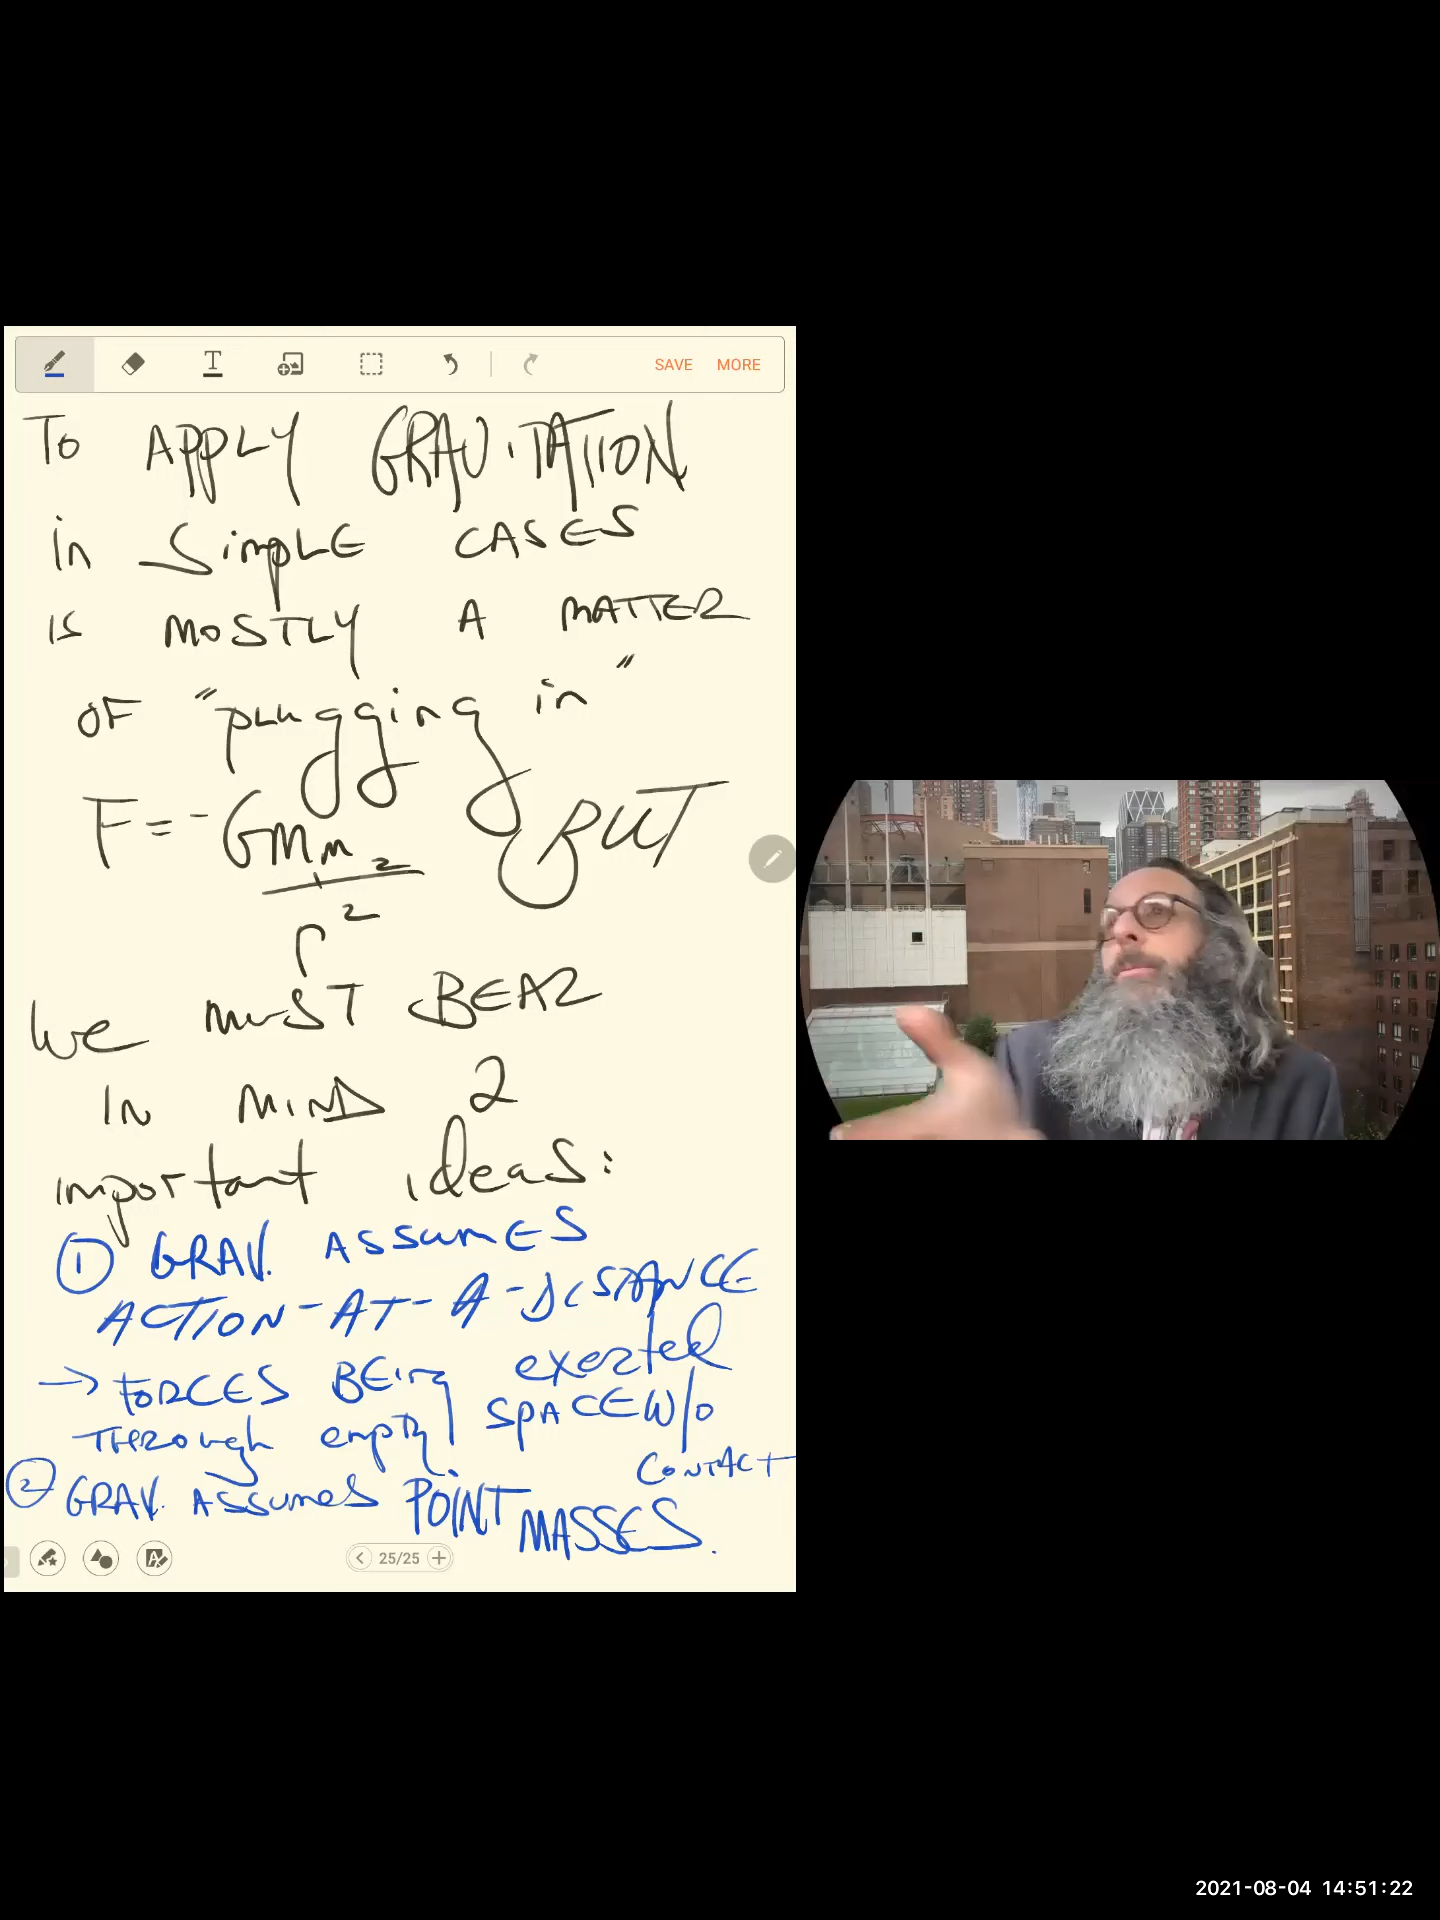 T
SAVE
MORE
To APPLY GRAVITATION
in SimpLE CASES
is MOSTLY A MATTER
OF "plugging in"
F = -Gm₁m₂ BUT
r²
We MUST BEAR
IN MIND 2
important ideas:
① GRAV. ASSUMES
ACTION-AT-A-DISTANCE
→ FORCES BEing exerted
THROUGH empty SPACE W/O
CONTACT
② GRAV. ASSUMES POINT
MASSES.
25/25
2021-08-04 14:51:22